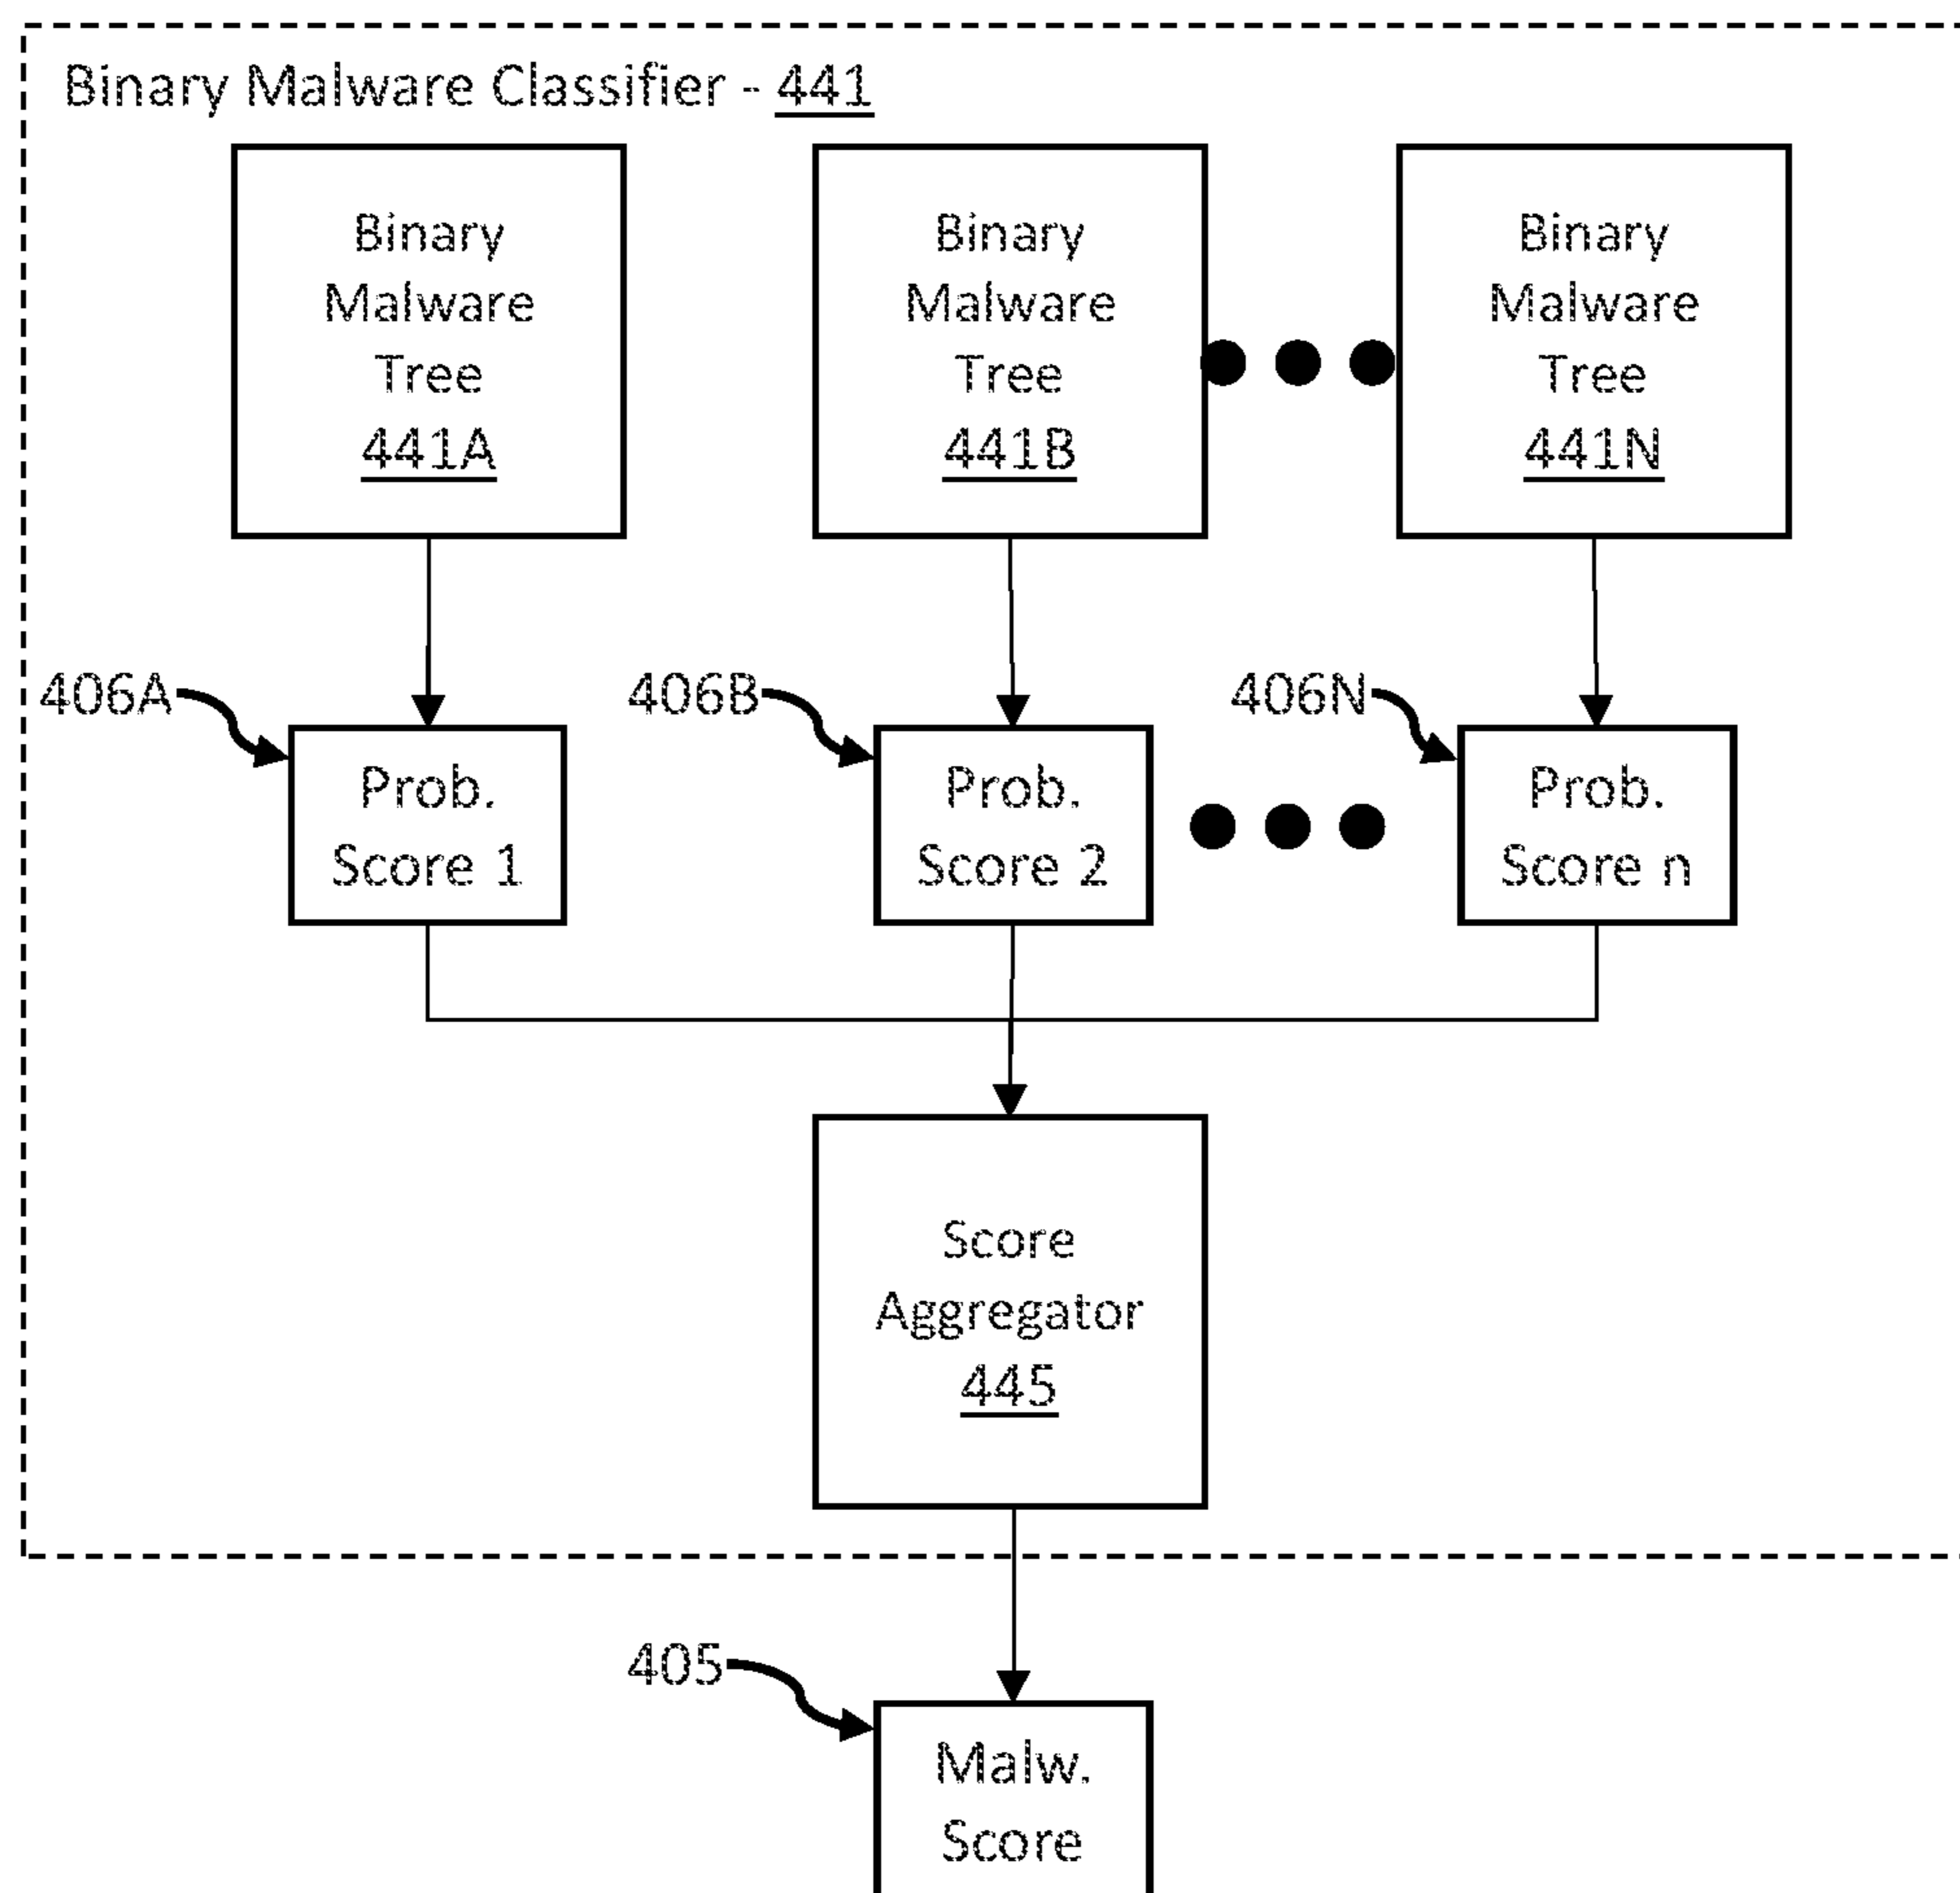 Binary Malware Classifier - 441
Binary
Malware
Tree
441A
Binary
Malware
Tree
441B
Binary
Malware
Tree
441N
406A
Prob.
Score 1
406B
Prob.
Score 2
406N
Prob.
Score n
Score
Aggregator
445
405
Malw.
Score